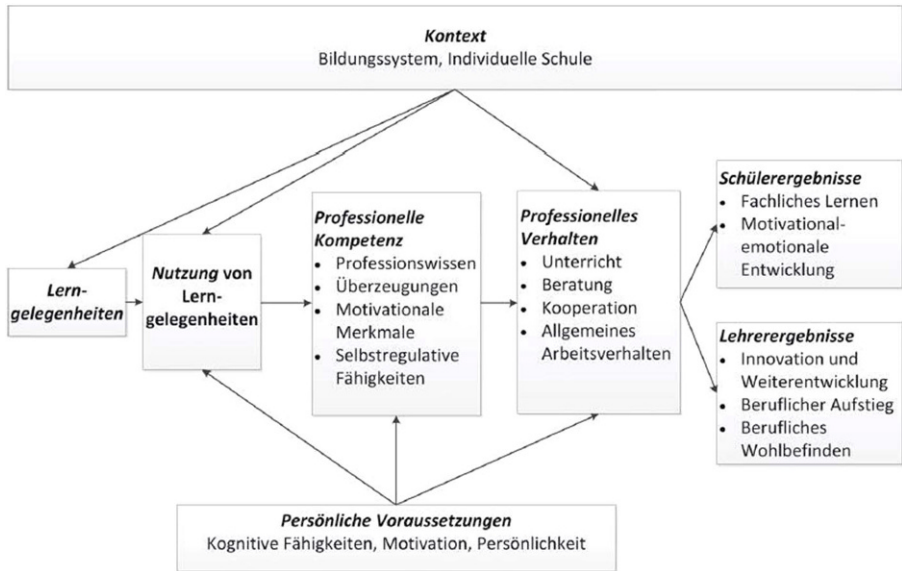 Kontext
Bildungssystem, Individuelle Schule
Lern-
gelegenheiten
Nutzung von
Lern-
gelegenheiten
Professionelle
Kompetenz
• Professionswissen
• Überzeugungen
• Motivationale
Merkmale
• Selbstregulative
Fähigkeiten
Professionelles
Verhalten
• Unterricht
• Beratung
• Kooperation
• Allgemeines
Arbeitsverhalten
Schülerergebnisse
• Fachliches Lernen
• Motivational-
emotionale
Entwicklung
Lehrerergebnisse
• Innovation und
Weiterentwicklung
• Beruflicher Aufstieg
• Berufliches
Wohlbefinden
Persönliche Voraussetzungen
Kognitive Fähigkeiten, Motivation, Persönlichkeit